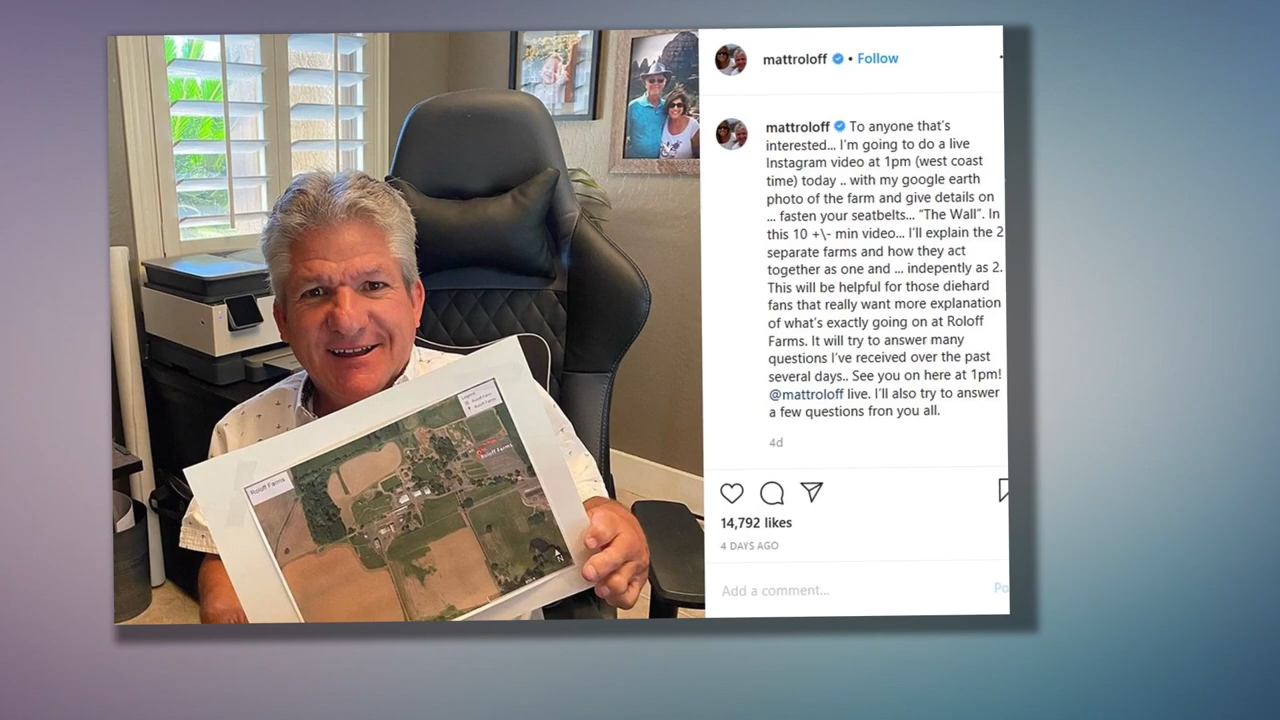 mattroloff • Follow
mattroloff To anyone that's
interested... I'm going to do a live
Instagram video at 1pm (west coast
time) today .. with my google earth
photo of the farm and give details on
... fasten your seatbelts... "The Wall". In
this 10 +\- min video... I'll explain the 2
separate farms and how they act
together as one and ... indepently as 2.
This will be helpful for those diehard
fans that really want more explanation
of what's exactly going on at Roloff
Farms. It will try to answer many
questions I've received over the past
several days.. See you on here at 1pm!
@mattroloff live. I'll also try to answer
a few questions fron you all.
4d
14,792 likes
4 DAYS AGO
Add a comment...
Po
Roloff Farms
Legend
Roloff Farm
Roloff Farms
Roloff Farms
N